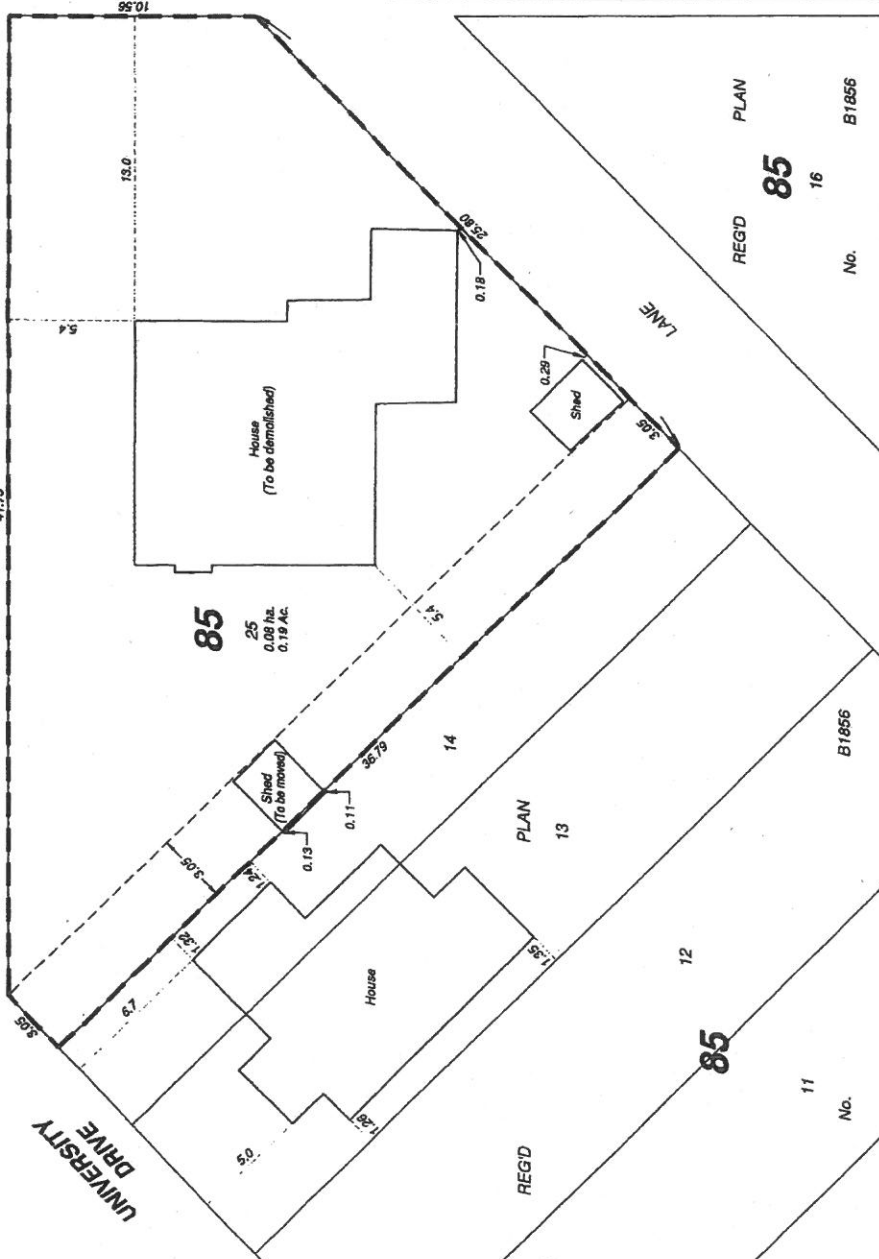 10.56
13.0
5.4
25.80
0.18
House
(To be demolished)
0.29
Shed
LANE
3.05
REG'D
PLAN
85
16
No.
B1856
85
25
0.08 ha.
0.19 Ac.
5.4
36.79
14
Shed
(To be moved)
0.11
0.13
3.05
1.24
1.32
6.7
3.05
UNIVERSITY
DRIVE
House
1.35
1.26
5.0
PLAN
13
12
REG'D
85
11
No.
B1856